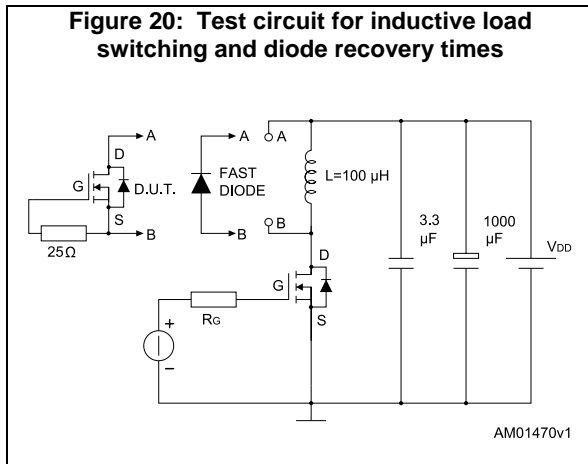 Figure 20: Test circuit for inductive load
switching and diode recovery times
A
D
G
D.U.T.
S
B
25Ω
A
FAST
DIODE
B
A
L=100 µH
B
D
G
S
RG
+
-
3.3
µF
1000
µF
VDD
AM01470v1